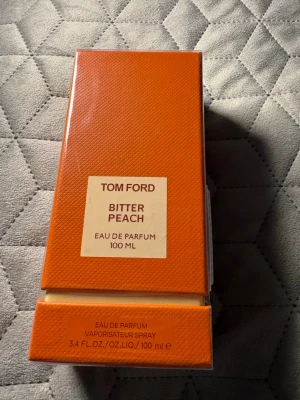 TOM FORD
BITTER
PEACH
EAU DE PARFUM
100 ML
EAU DE PARFUM
VAPORISATEUR SPRAY
3.4 FL.OZ./OZ.LIQ./100 ml ℮